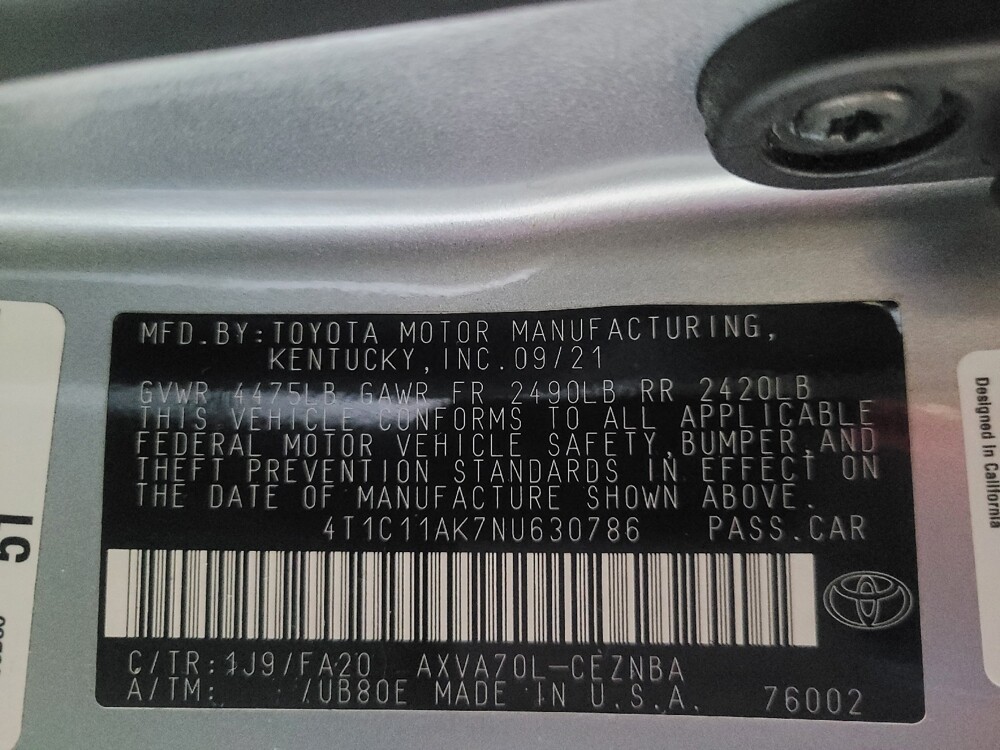 MFD.BY:TOYOTA MOTOR MANUFACTURING,
KENTUCKY,INC.09/21
GVWR 4475LB GAWR FR 2490LB RR 2420LB
THIS VEHICLE CONFORMS TO ALL APPLICABLE
FEDERAL MOTOR VEHICLE SAFETY,BUMPER,AND
THEFT PREVENTION STANDARDS IN EFFECT ON
THE DATE OF MANUFACTURE SHOWN ABOVE.
4T1C11AK7NU630786 PASS.CAR
C/TR:1J9/FA20 AXVA70L-CEZNBA
A/TM: /UB80E MADE IN U.S.A. 76002
Designed in California